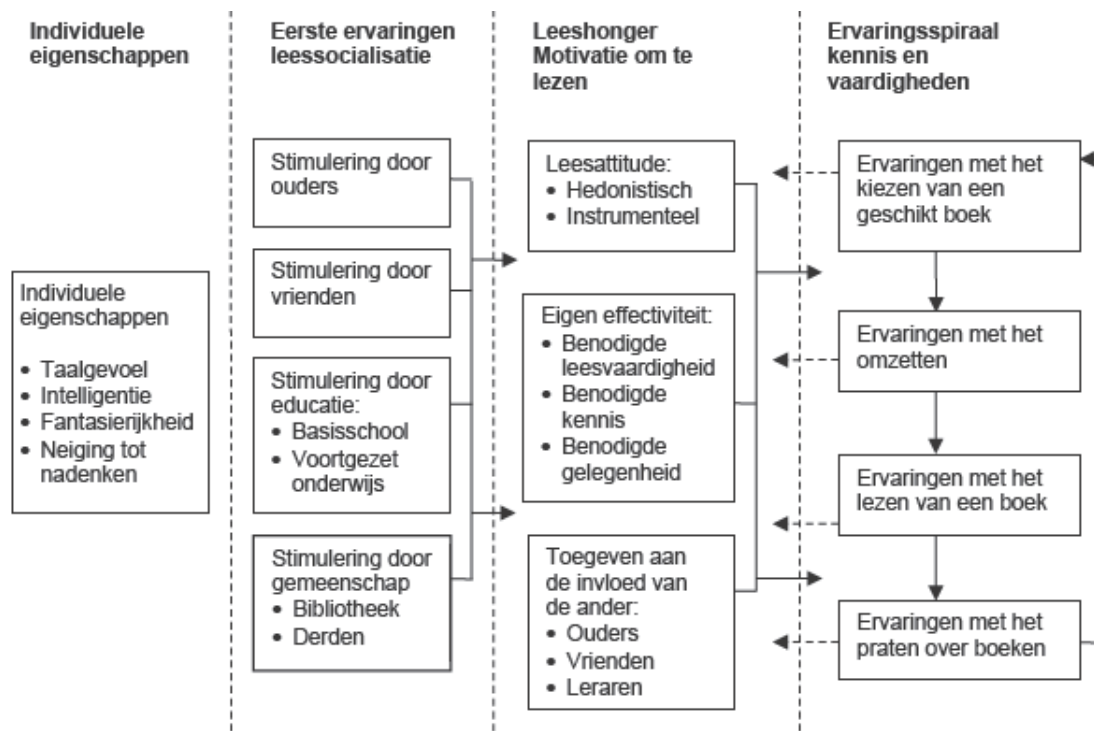 Individuele
eigenschappen
Eerste ervaringen
leessocialisatie
Leeshonger
Motivatie om te
lezen
Ervaringsspiraal
kennis en
vaardigheden
Individuele
eigenschappen
• Taalgevoel
• Intelligentie
• Fantasierijkheid
• Neiging tot
nadenken
Stimulering door
ouders
Stimulering door
vrienden
Stimulering door
educatie:
• Basisschool
• Voortgezet
onderwijs
Stimulering door
gemeenschap
• Bibliotheek
• Derden
Leesattitude:
• Hedonistisch
• Instrumenteel
Eigen effectiviteit:
• Benodigde
leesvaardigheid
• Benodigde
kennis
• Benodigde
gelegenheid
Toegeven aan
de invloed van
de ander:
• Ouders
• Vrienden
• Leraren
Ervaringen met het
kiezen van een
geschikt boek
Ervaringen met het
omzetten
Ervaringen met het
lezen van een boek
Ervaringen met het
praten over boeken